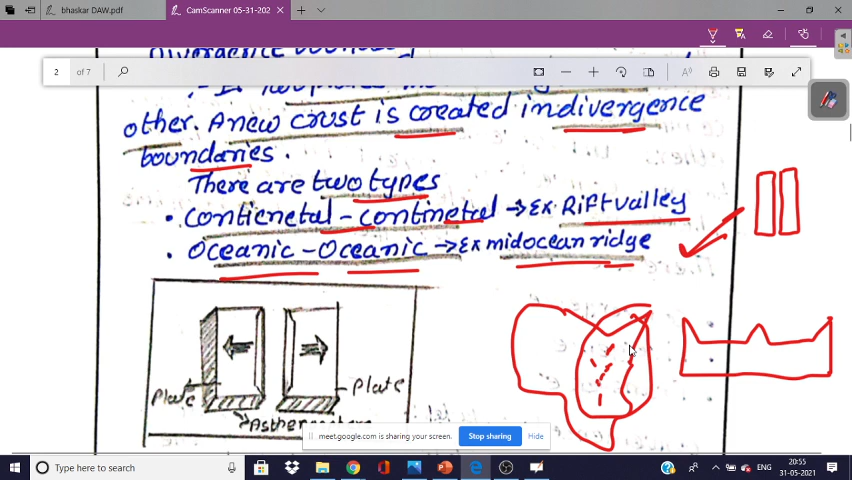 bhaskar DAW.pdf
CamScanner 05-31-202
2 of 7
other. A new crust is created in divergence
boundaries.
There are two types
• Contienetal - Continetal → Ex. Rift valley
• Oceanic - Oceanic → Ex midocean ridge
Plate
Plate
meet.google.com is sharing your screen.
Stop sharing
Hide
Type here to search
ENG
20:55
31-05-2021